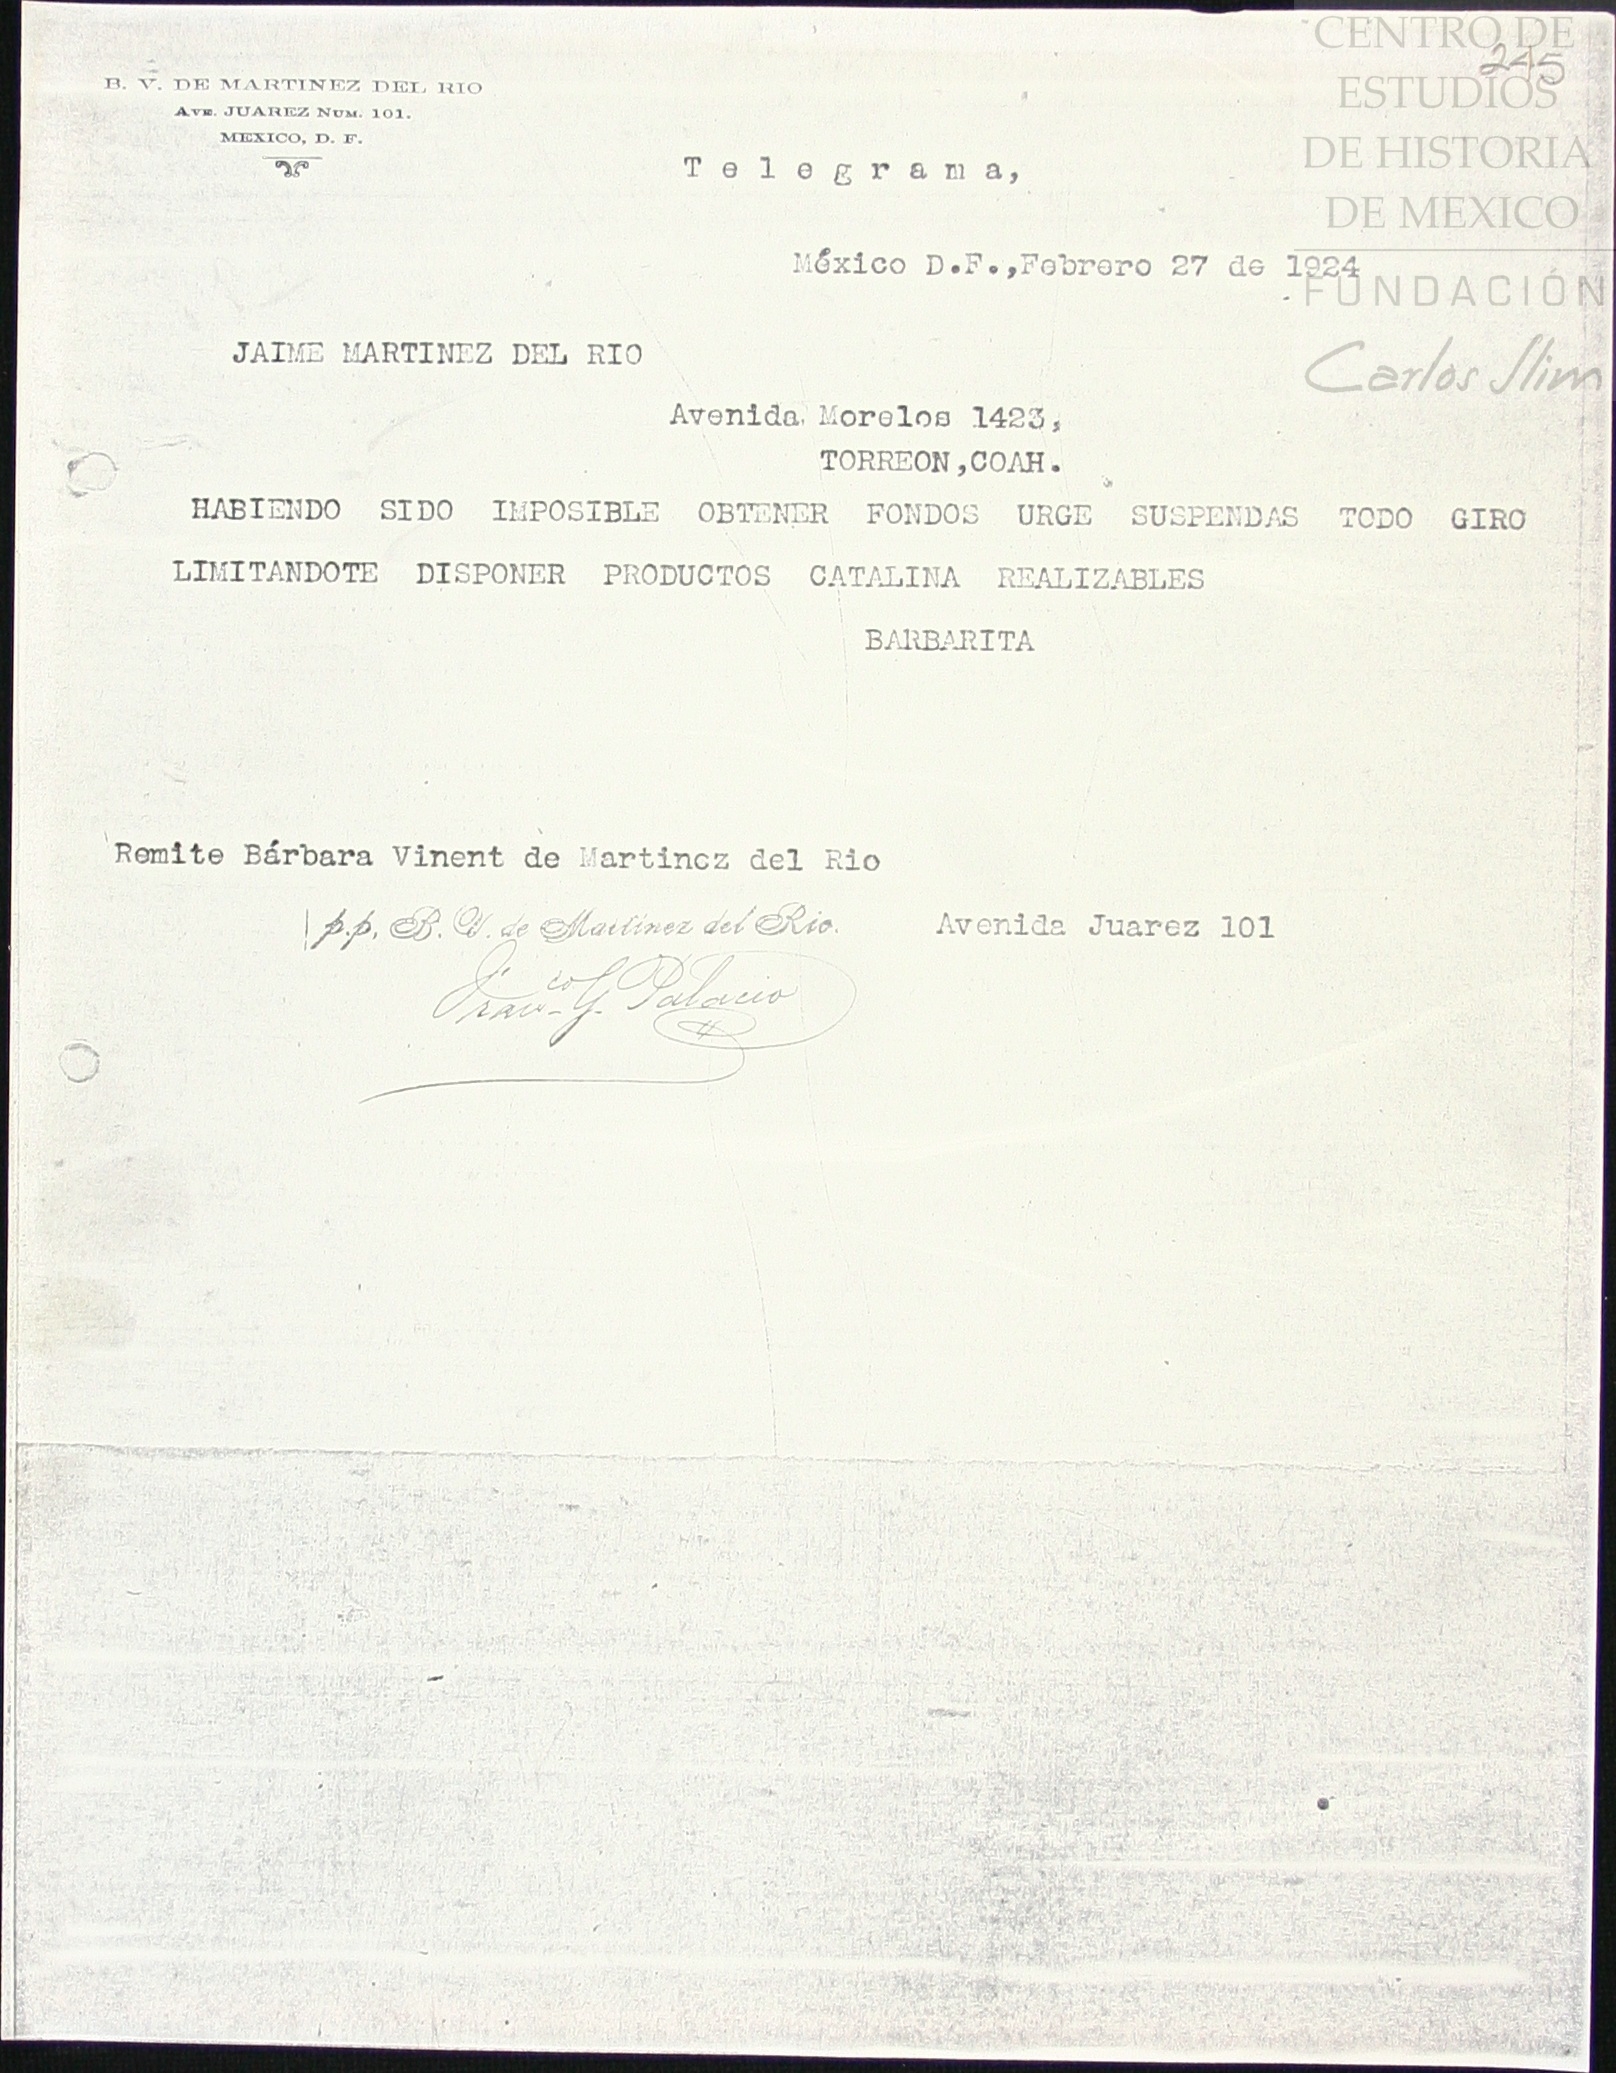 B. V. DE MARTINEZ DEL RIO
AVE. JUAREZ NUM. 101.
MEXICO, D. F.
245
CENTRO DE
ESTUDIOS
DE HISTORIA
DE MEXICO
FUNDACIÓN
Carlos Slim
Telegrama,
México D.F.,Febrero 27 de 1924
JAIME MARTINEZ DEL RIO
Avenida Morelos 1423,
TORREON,COAH.
HABIENDO SIDO IMPOSIBLE OBTENER FONDOS URGE SUSPENDAS TODO GIRO
LIMITANDOTE DISPONER PRODUCTOS CATALINA REALIZABLES
BARBARITA
Remite Bárbara Vinent de Martinez del Rio
p.p. B. V. de Martinez del Rio. Avenida Juarez 101
Franco G. Palacio